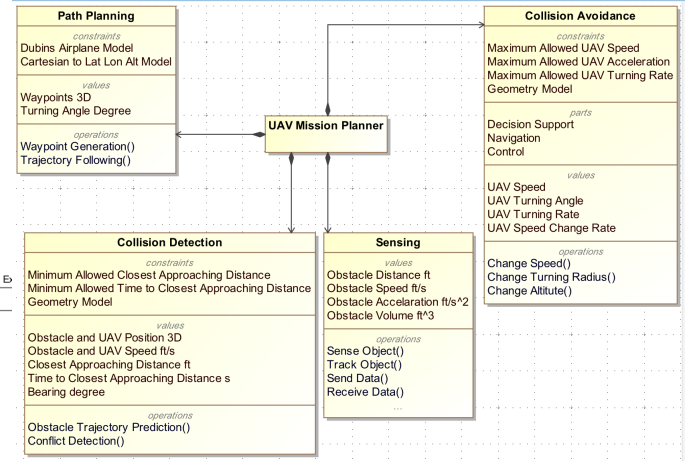 Path Planning
constraints
Dubins Airplane Model
Cartesian to Lat Lon Alt Model
values
Waypoints 3D
Turning Angle Degree
operations
Waypoint Generation()
Trajectory Following()
UAV Mission Planner
Collision Avoidance
constraints
Maximum Allowed UAV Speed
Maximum Allowed UAV Acceleration
Maximum Allowed UAV Turning Rate
Geometry Model
parts
Decision Support
Navigation
Control
values
UAV Speed
UAV Turning Angle
UAV Turning Rate
UAV Speed Change Rate
operations
Change Speed()
Change Turning Radius()
Change Altitute()
Collision Detection
constraints
Minimum Allowed Closest Approaching Distance
Minimum Allowed Time to Closest Approaching Distance
Geometry Model
values
Obstacle and UAV Position 3D
Obstacle and UAV Speed ft/s
Closest Approaching Distance ft
Time to Closest Approaching Distance s
Bearing degree
operations
Obstacle Trajectory Prediction()
Conflict Detection()
Sensing
values
Obstacle Distance ft
Obstacle Speed ft/s
Obstacle Accelaration ft/s^2
Obstacle Volume ft^3
operations
Sense Object()
Track Object()
Send Data()
Receive Data()
...